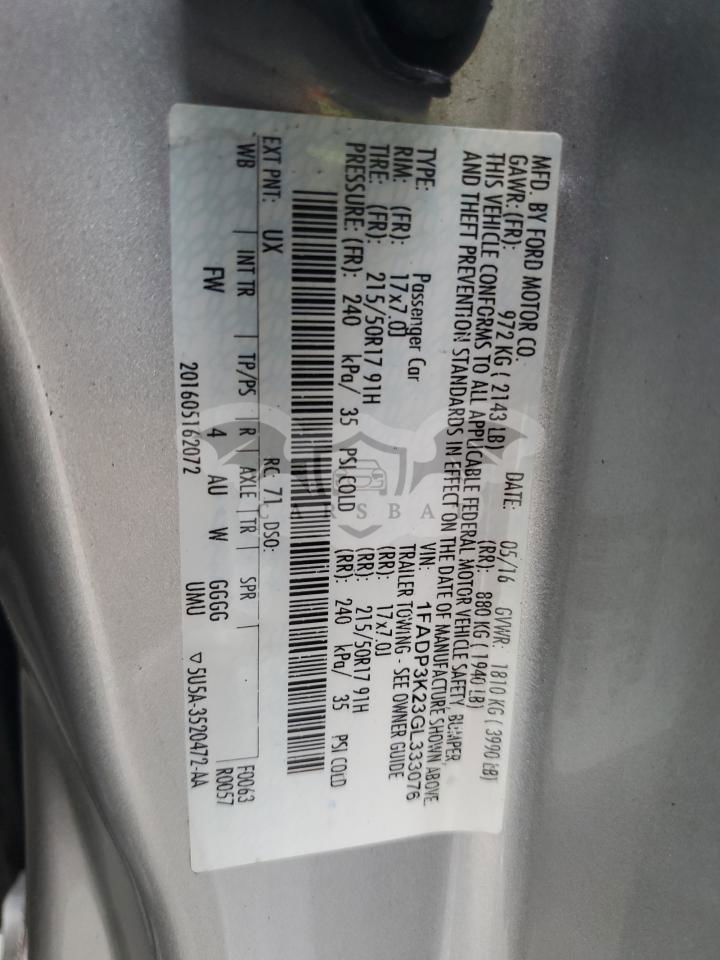 MFD. BY FORD MOTOR CO.
DATE: 05/16 GVWR: 1810 KG ( 3990 LB)
GAWR: (FR): 972 KG ( 2143 LB) (RR): 880 KG ( 1940 LB)
THIS VEHICLE CONFORMS TO ALL APPLICABLE FEDERAL MOTOR VEHICLE SAFETY, BUMPER,
AND THEFT PREVENTION STANDARDS IN EFFECT ON THE DATE OF MANUFACTURE SHOWN ABOVE.
VIN: 1FADP3K23GL333076
TYPE: Passenger Car TRAILER TOWING - SEE OWNER GUIDE
RIM: (FR): 17x7.0J (RR): 17x7.0J
TIRE: (FR): 215/50R17 91H (RR): 215/50R17 91H
PRESSURE: (FR): 240 kPa/ 35 PSI COLD (RR): 240 kPa/ 35 PSI COLD
EXT PNT: UX RC: 71 DSO: F0063
WB INT TR TP/PS R AXLE TR SPR R0057
FW 4 AU W GGGG
UMU
201605162072 ▽ 5U5A-3520472-AA
CARSBA